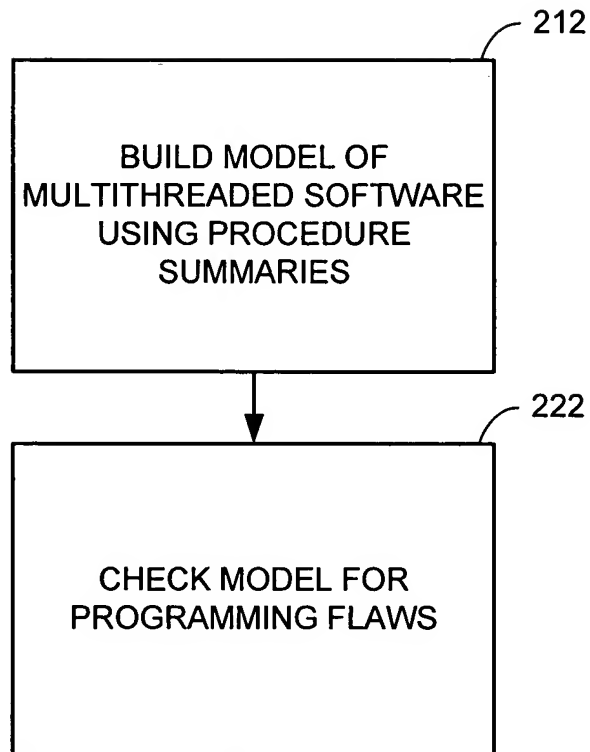 212
BUILD MODEL OF
MULTITHREADED SOFTWARE
USING PROCEDURE
SUMMARIES
222
CHECK MODEL FOR
PROGRAMMING FLAWS